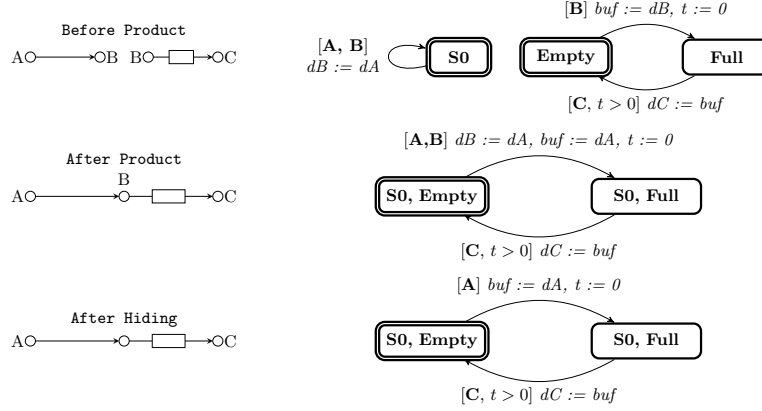 Before Product
A B B C
[A, B]
dB := dA
S0
[B] buf := dB, t := 0
Empty
Full
[C, t > 0] dC := buf
After Product
A B C
[A,B] dB := dA, buf := dA, t := 0
S0, Empty
S0, Full
[C, t > 0] dC := buf
After Hiding
A C
[A] buf := dA, t := 0
S0, Empty
S0, Full
[C, t > 0] dC := buf